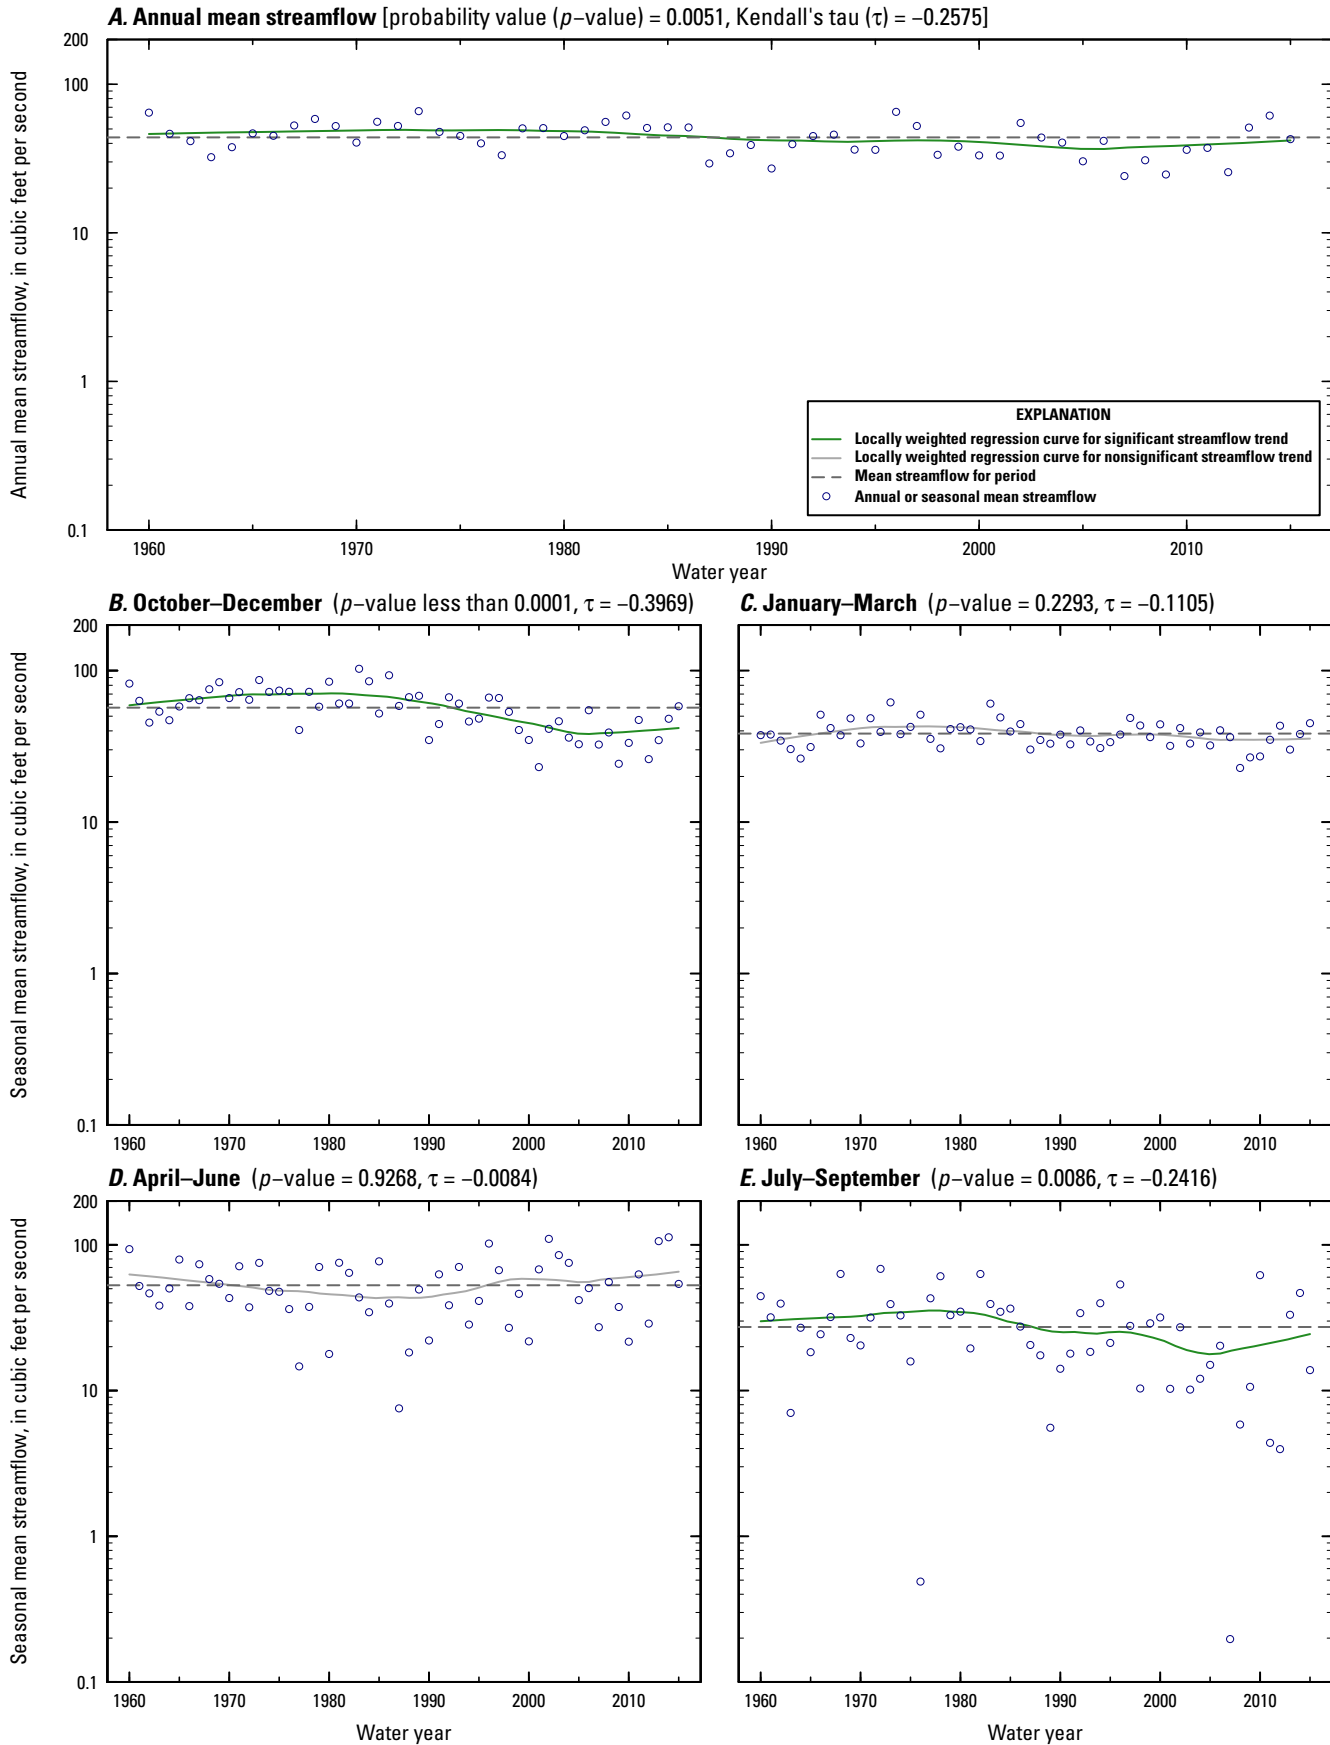 A. Annual mean streamflow [probability value (p–value) = 0.0051, Kendall's tau (τ) = –0.2575]
Annual mean streamflow, in cubic feet per second
200
100
10
1
0.1
EXPLANATION
Locally weighted regression curve for significant streamflow trend
Locally weighted regression curve for nonsignificant streamflow trend
Mean streamflow for period
Annual or seasonal mean streamflow
1960 1970 1980 1990 2000 2010
Water year
B. October–December (p–value less than 0.0001, τ = –0.3969)
Seasonal mean streamflow, in cubic feet per second
200
100
10
1
0.1
1960 1970 1980 1990 2000 2010
C. January–March (p–value = 0.2293, τ = –0.1105)
1960 1970 1980 1990 2000 2010
D. April–June (p–value = 0.9268, τ = –0.0084)
Seasonal mean streamflow, in cubic feet per second
200
100
10
1
0.1
1960 1970 1980 1990 2000 2010
Water year
E. July–September (p–value = 0.0086, τ = –0.2416)
1960 1970 1980 1990 2000 2010
Water year